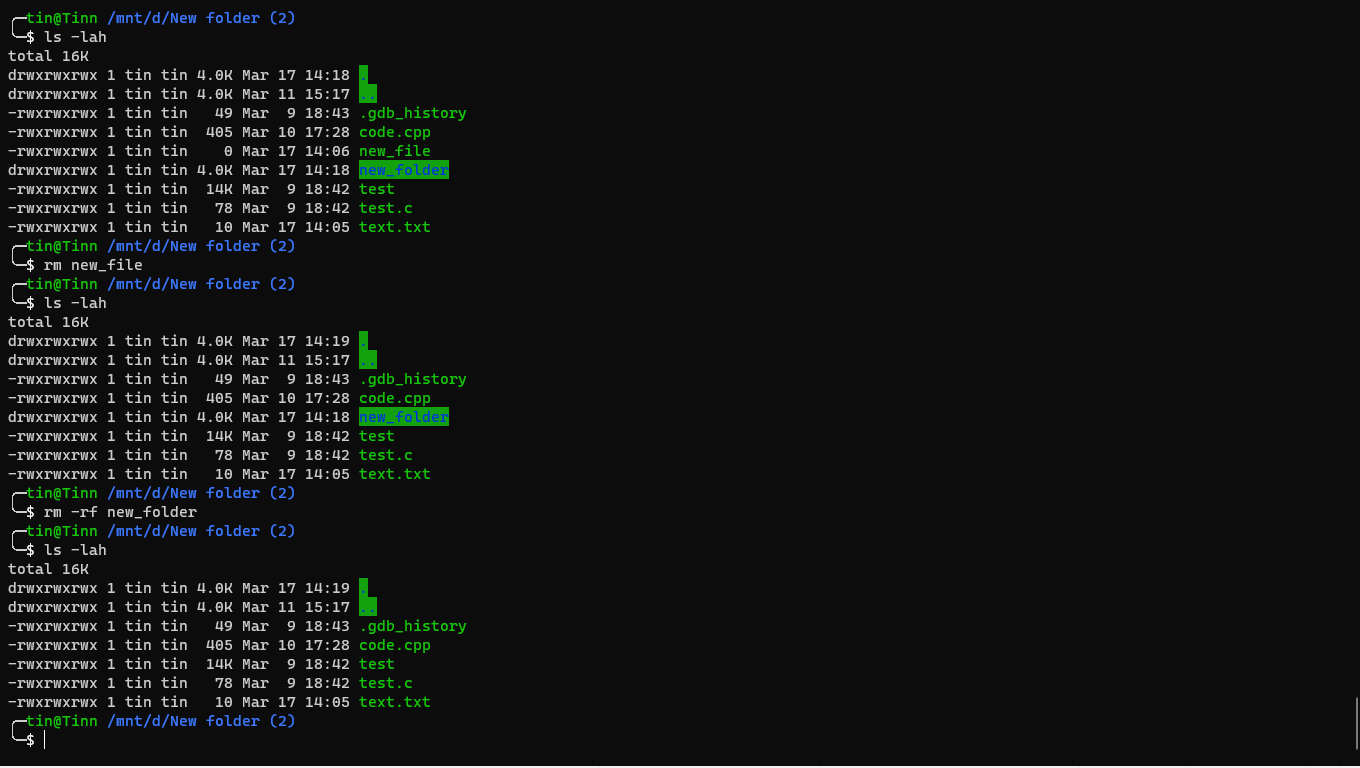 ╭─tin@Tinn /mnt/d/New folder (2)
╰─$ ls -lah
total 16K
drwxrwxrwx 1 tin tin 4.0K Mar 17 14:18 .
drwxrwxrwx 1 tin tin 4.0K Mar 11 15:17 ..
-rwxrwxrwx 1 tin tin   49 Mar  9 18:43 .gdb_history
-rwxrwxrwx 1 tin tin  405 Mar 10 17:28 code.cpp
-rwxrwxrwx 1 tin tin    0 Mar 17 14:06 new_file
drwxrwxrwx 1 tin tin 4.0K Mar 17 14:18 new_folder
-rwxrwxrwx 1 tin tin  14K Mar  9 18:42 test
-rwxrwxrwx 1 tin tin   78 Mar  9 18:42 test.c
-rwxrwxrwx 1 tin tin   10 Mar 17 14:05 text.txt
╭─tin@Tinn /mnt/d/New folder (2)
╰─$ rm new_file
╭─tin@Tinn /mnt/d/New folder (2)
╰─$ ls -lah
total 16K
drwxrwxrwx 1 tin tin 4.0K Mar 17 14:19 .
drwxrwxrwx 1 tin tin 4.0K Mar 11 15:17 ..
-rwxrwxrwx 1 tin tin   49 Mar  9 18:43 .gdb_history
-rwxrwxrwx 1 tin tin  405 Mar 10 17:28 code.cpp
drwxrwxrwx 1 tin tin 4.0K Mar 17 14:18 new_folder
-rwxrwxrwx 1 tin tin  14K Mar  9 18:42 test
-rwxrwxrwx 1 tin tin   78 Mar  9 18:42 test.c
-rwxrwxrwx 1 tin tin   10 Mar 17 14:05 text.txt
╭─tin@Tinn /mnt/d/New folder (2)
╰─$ rm -rf new_folder
╭─tin@Tinn /mnt/d/New folder (2)
╰─$ ls -lah
total 16K
drwxrwxrwx 1 tin tin 4.0K Mar 17 14:19 .
drwxrwxrwx 1 tin tin 4.0K Mar 11 15:17 ..
-rwxrwxrwx 1 tin tin   49 Mar  9 18:43 .gdb_history
-rwxrwxrwx 1 tin tin  405 Mar 10 17:28 code.cpp
-rwxrwxrwx 1 tin tin  14K Mar  9 18:42 test
-rwxrwxrwx 1 tin tin   78 Mar  9 18:42 test.c
-rwxrwxrwx 1 tin tin   10 Mar 17 14:05 text.txt
╭─tin@Tinn /mnt/d/New folder (2)
╰─$